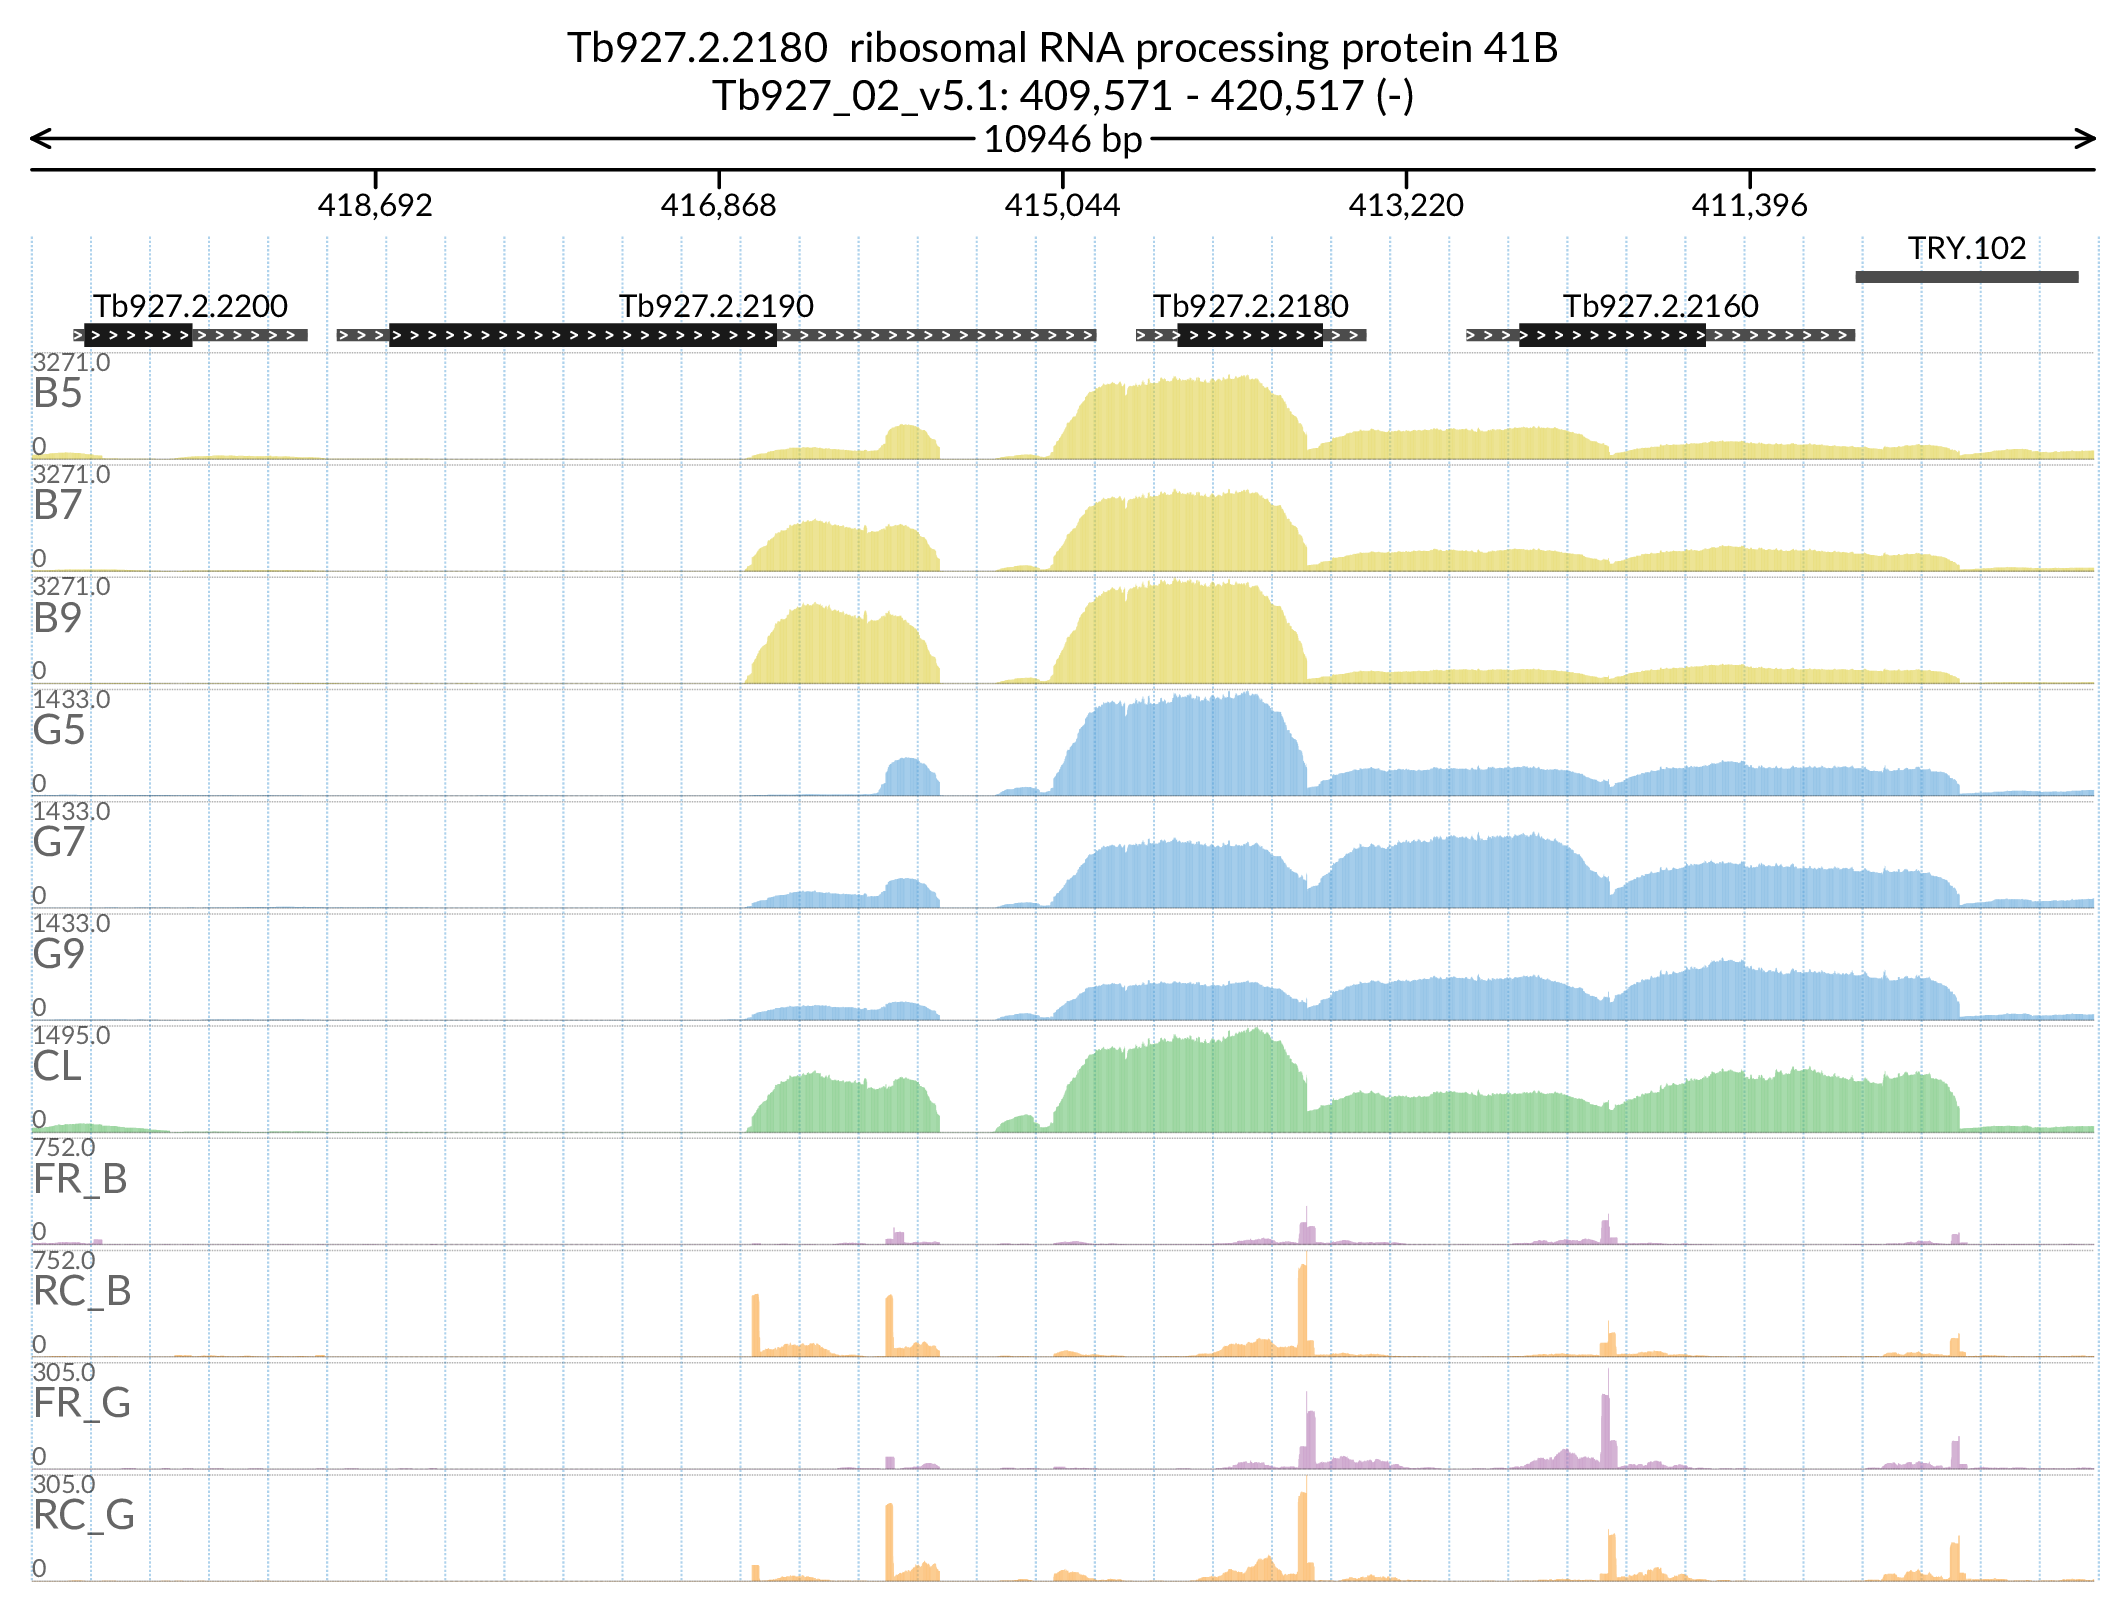 Tb927.2.2180  ribosomal RNA processing protein 41B
Tb927_02_v5.1: 409,571 - 420,517 (-)
10946 bp
418,692 416,868 415,044 413,220 411,396
TRY.102
Tb927.2.2200 Tb927.2.2190 Tb927.2.2180 Tb927.2.2160
3271.0
B5
0
3271.0
B7
0
3271.0
B9
0
1433.0
G5
0
1433.0
G7
0
1433.0
G9
0
1495.0
CL
0
752.0
FR_B
0
752.0
RC_B
0
305.0
FR_G
0
305.0
RC_G
0